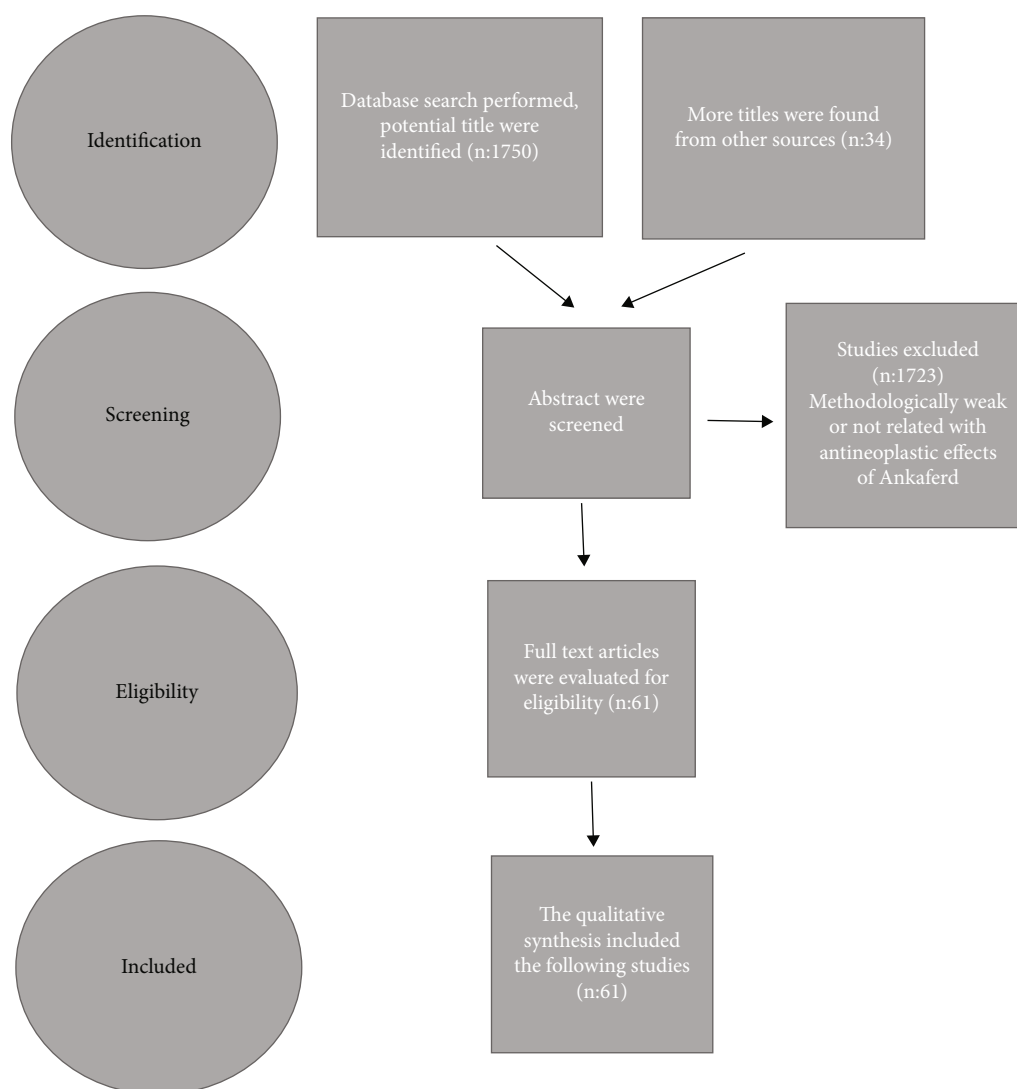 Identification
Database search performed,
potential title were
identified (n:1750)
More titles were found
from other sources (n:34)
Screening
Abstract were
screened
Studies excluded
(n:1723)
Methodologically weak
or not related with
antineoplastic effects
of Ankaferd
Eligibility
Full text articles
were evaluated for
eligibility (n:61)
Included
The qualitative
synthesis included
the following studies
(n:61)